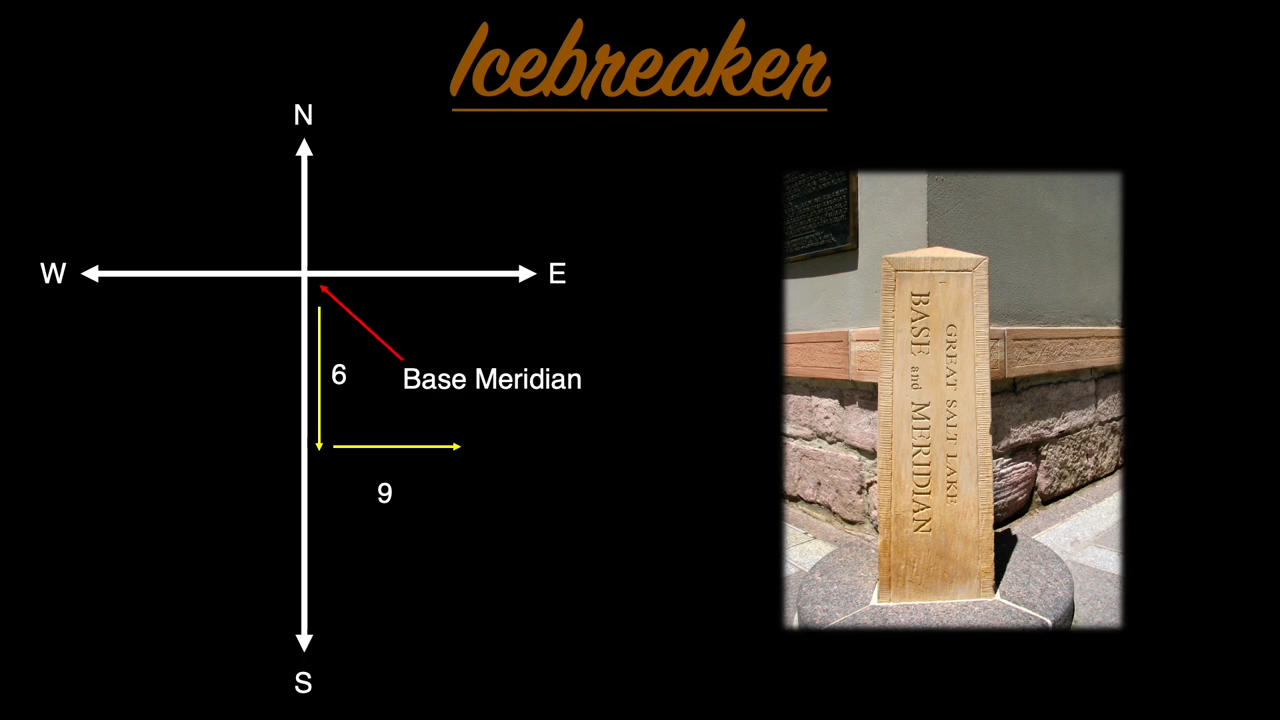 Icebreaker
N
W
E
6
Base Meridian
9
S
GREAT SALT LAKE
BASE and MERIDIAN